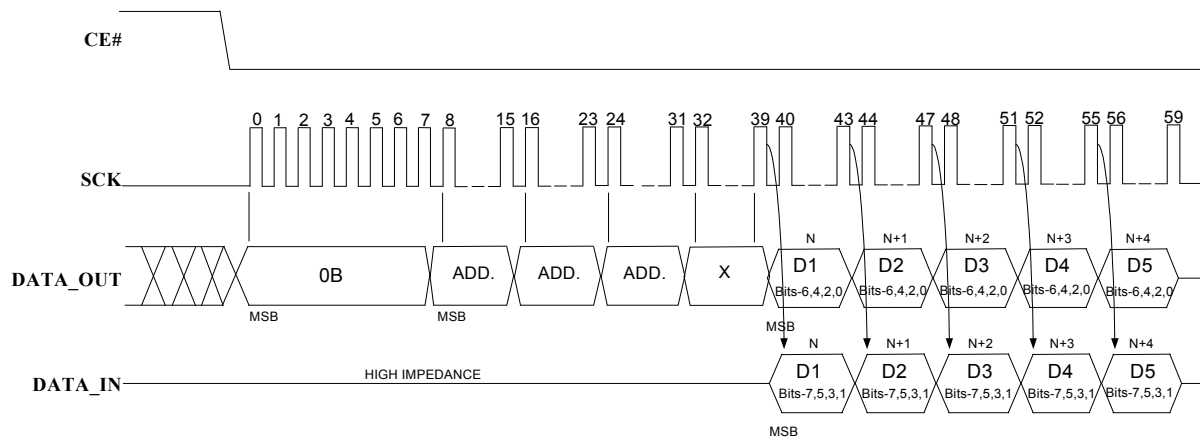 CE#
0 1 2 3 4 5 6 7 8 15 16 23 24 31 32 39 40 43 44 47 48 51 52 55 56 59
SCK
N N+1 N+2 N+3 N+4
DATA_OUT 0B ADD. ADD. ADD. X D1 D2 D3 D4 D5
Bits-6,4,2,0 Bits-6,4,2,0 Bits-6,4,2,0 Bits-6,4,2,0 Bits-6,4,2,0
MSB MSB MSB
N N+1 N+2 N+3 N+4
DATA_IN HIGH IMPEDANCE D1 D2 D3 D4 D5
Bits-7,5,3,1 Bits-7,5,3,1 Bits-7,5,3,1 Bits-7,5,3,1 Bits-7,5,3,1
MSB